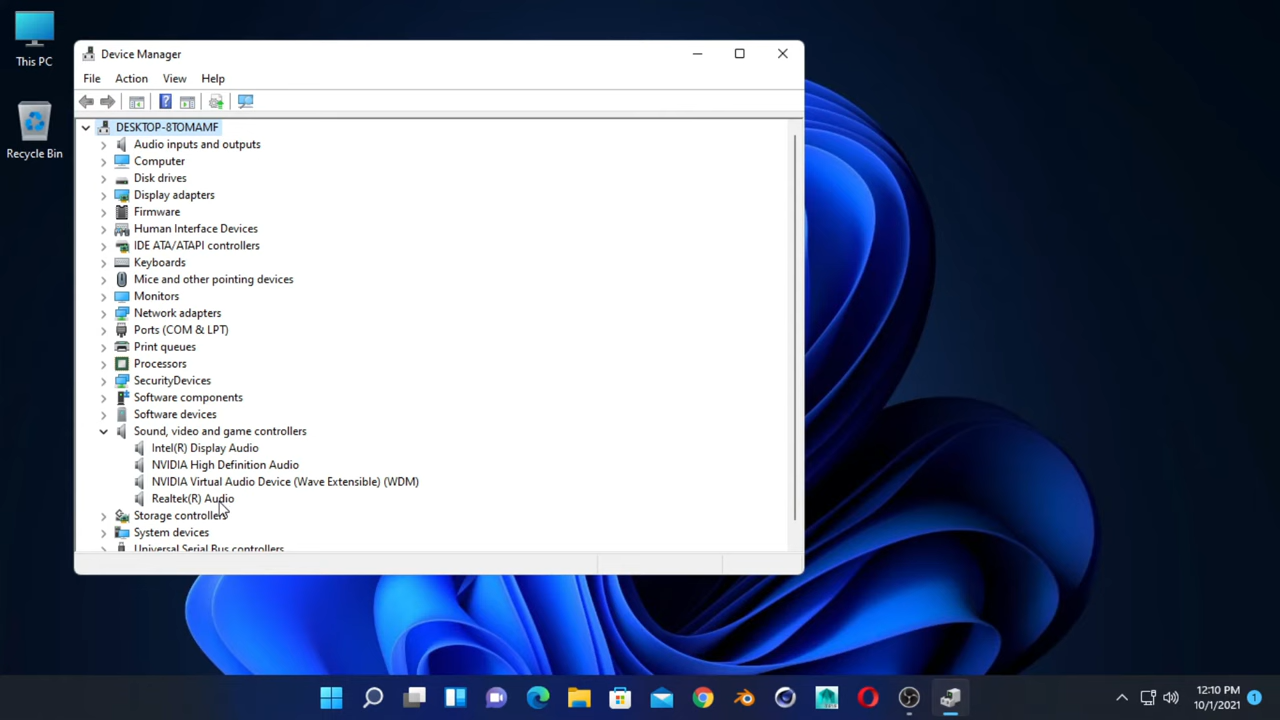 This PC
Recycle Bin
Device Manager
File Action View Help
DESKTOP-8TOMAMF
Audio inputs and outputs
Computer
Disk drives
Display adapters
Firmware
Human Interface Devices
IDE ATA/ATAPI controllers
Keyboards
Mice and other pointing devices
Monitors
Network adapters
Ports (COM & LPT)
Print queues
Processors
SecurityDevices
Software components
Software devices
Sound, video and game controllers
Intel(R) Display Audio
NVIDIA High Definition Audio
NVIDIA Virtual Audio Device (Wave Extensible) (WDM)
Realtek(R) Audio
Storage controllers
System devices
Universal Serial Bus controllers
12:10 PM
10/1/2021
1